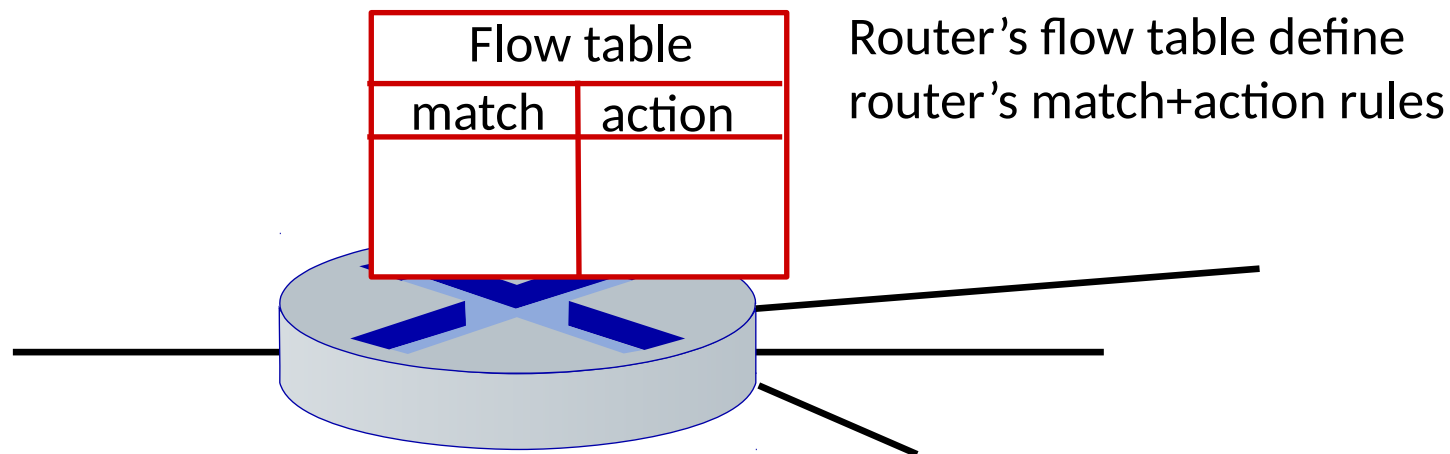 Flow table
match action
Router’s flow table define
router’s match+action rules